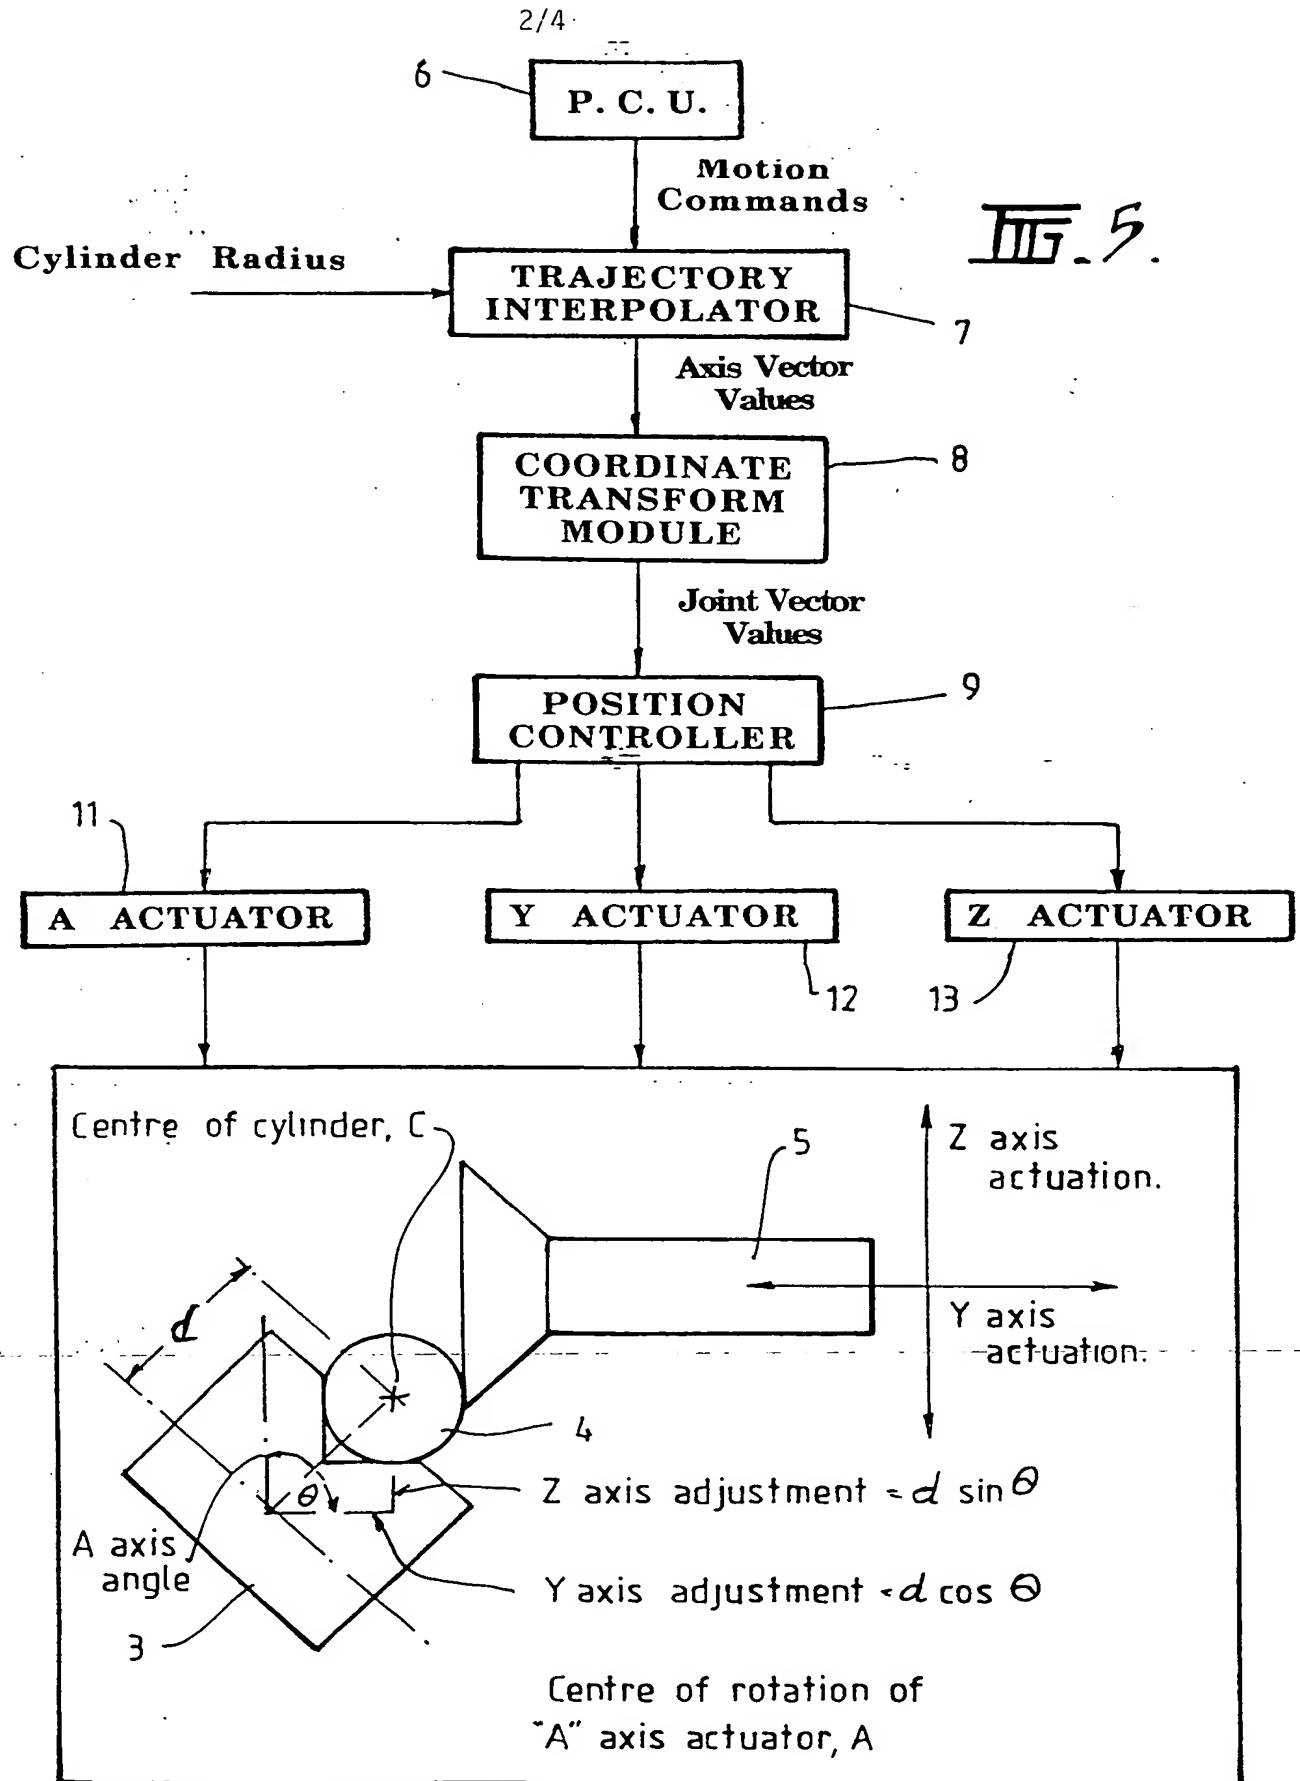 2/4
6
P. C. U.
Motion
Commands
FIG. 5.
Cylinder Radius
TRAJECTORY
INTERPOLATOR
7
Axis Vector
Values
COORDINATE
TRANSFORM
MODULE
8
Joint Vector
Values
POSITION
CONTROLLER
9
11
A ACTUATOR
Y ACTUATOR
Z ACTUATOR
12
13
Centre of cylinder, C
5
Z axis
actuation.
d
Y axis
actuation.
4
θ
Z axis adjustment = d sin θ
A axis
angle
Y axis adjustment = d cos θ
3
Centre of rotation of
"A" axis actuator, A